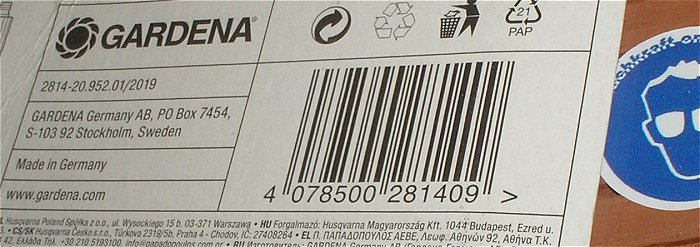 GARDENA
21
PAP
2814-20.952.01/2019
GARDENA Germany AB, PO Box 7454,
S-103 92 Stockholm, Sweden
Made in Germany
www.gardena.com
4 078500 281409 >
Husqvarna Poland Spółka z o.o., ul. Wysockiego 15 b, 03-371 Warszawa • HU Forgalmazó: Husqvarna Magyarország Kft. 1044 Budapest, Ezred u.
• CS/SK Husqvarna Česko s.r.o., Türkova 2319/5b, Praha 4 - Chodov, IČ: 27408264 • EL Π. ΠΑΠΑΔΟΠΟΥΛΟΣ ΑΕΒΕ, Λεωφ. Αθηνών 92, Αθήνα Τ.Κ.